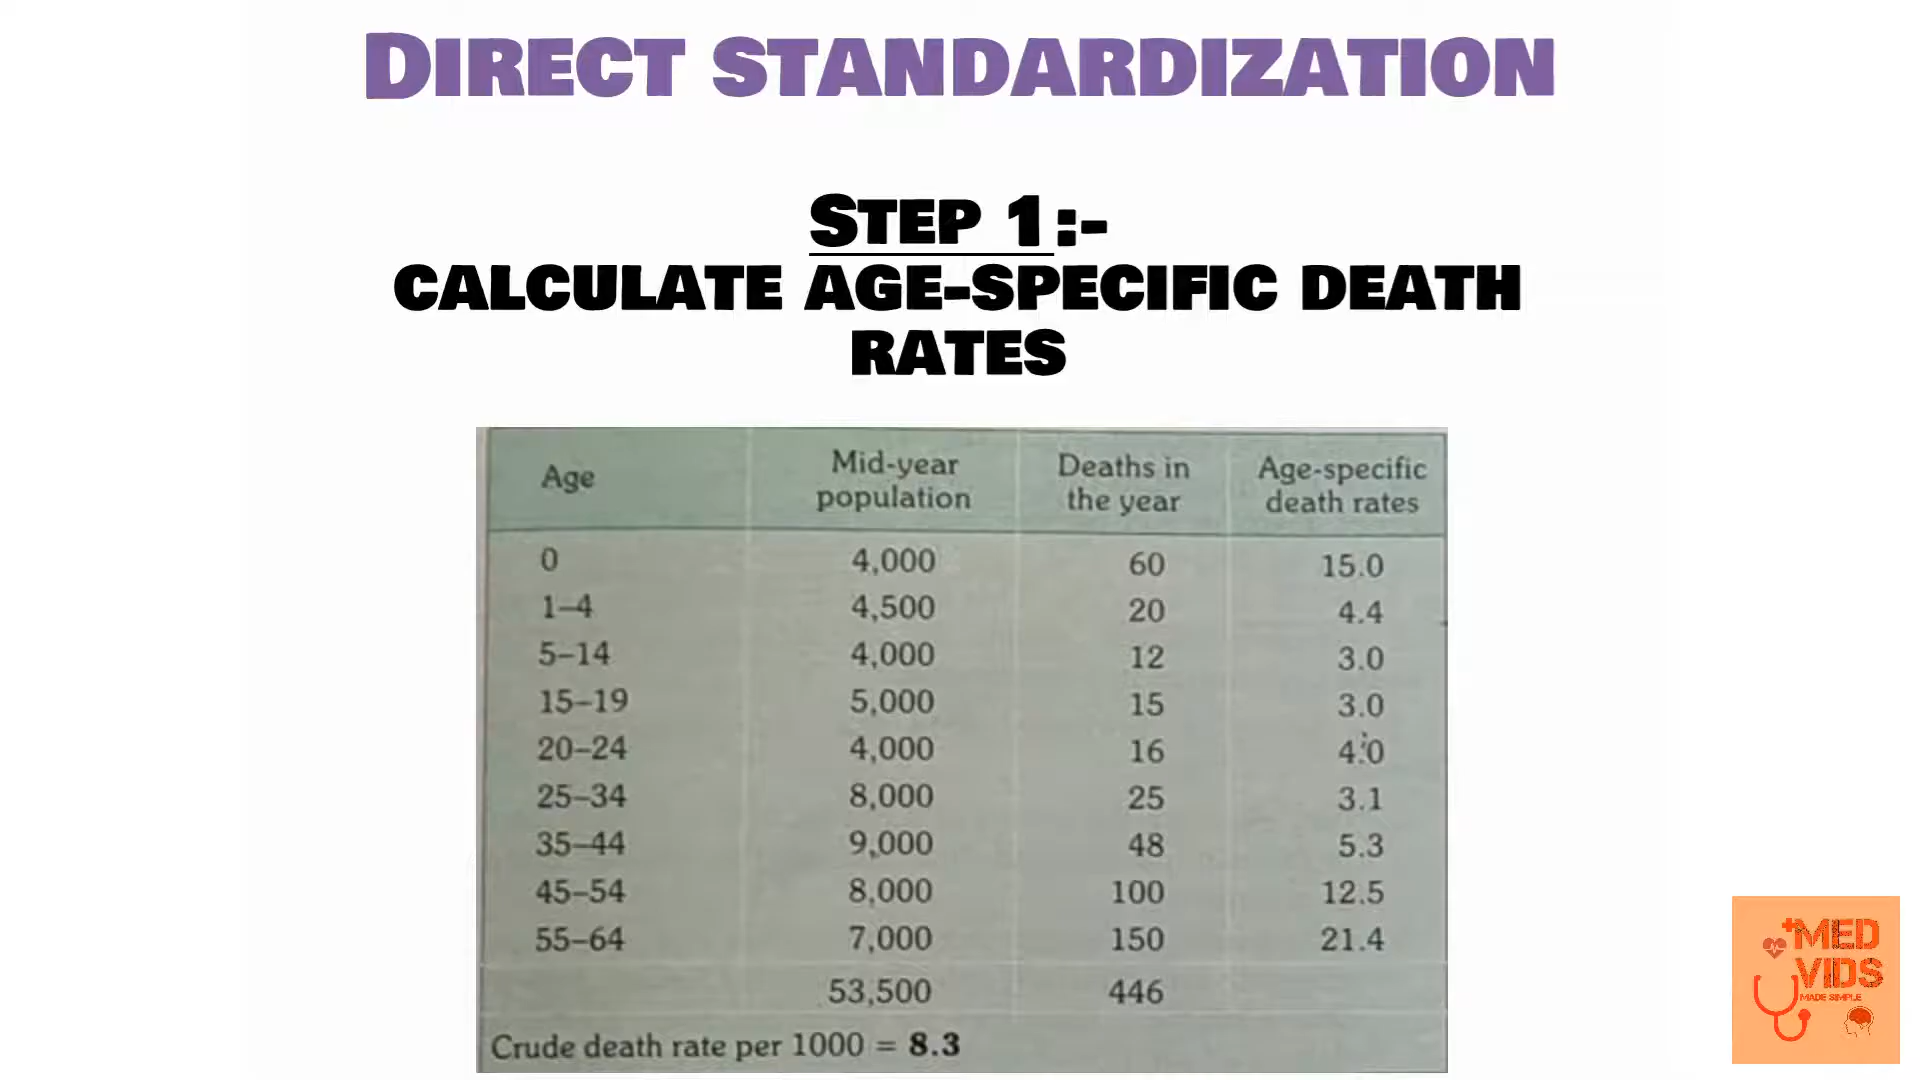 DIRECT STANDARDIZATION
STEP 1:-
CALCULATE AGE-SPECIFIC DEATH
RATES
Age Mid-year population Deaths in the year Age-specific death rates
0 4,000 60 15.0
1–4 4,500 20 4.4
5–14 4,000 12 3.0
15–19 5,000 15 3.0
20–24 4,000 16 4.0
25–34 8,000 25 3.1
35–44 9,000 48 5.3
45–54 8,000 100 12.5
55–64 7,000 150 21.4
53,500 446
Crude death rate per 1000 = 8.3
MED
VIDS
MADE SIMPLE